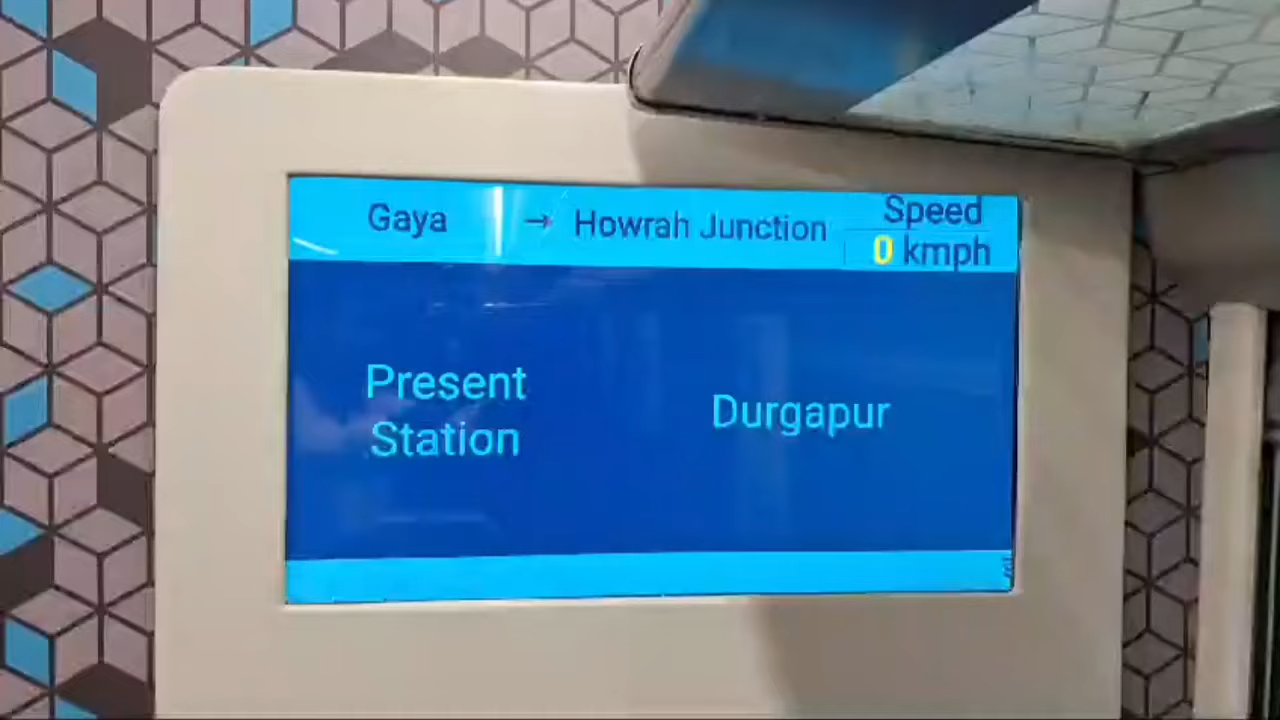 Gaya → Howrah Junction
Speed
0 kmph
Present
Station
Durgapur